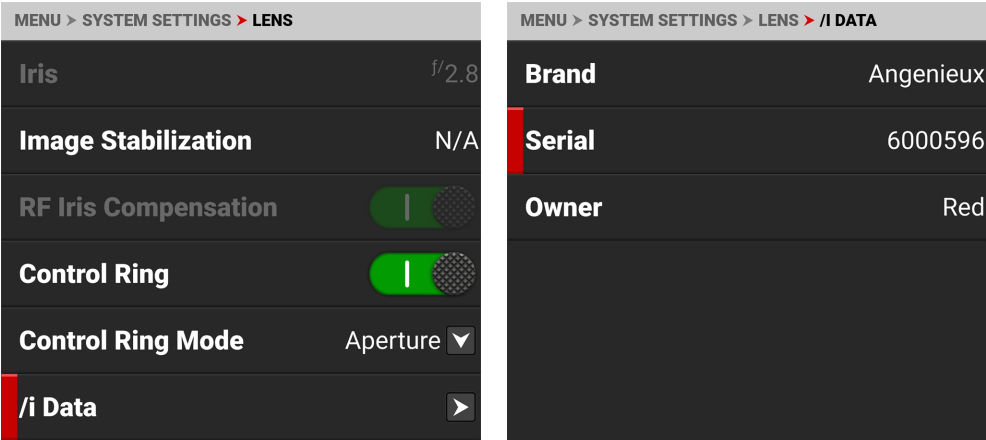 MENU > SYSTEM SETTINGS > LENS
Iris ƒ/2.8
Image Stabilization N/A
RF Iris Compensation
Control Ring
Control Ring Mode Aperture
/i Data
MENU > SYSTEM SETTINGS > LENS > /I DATA
Brand Angenieux
Serial 6000596
Owner Red